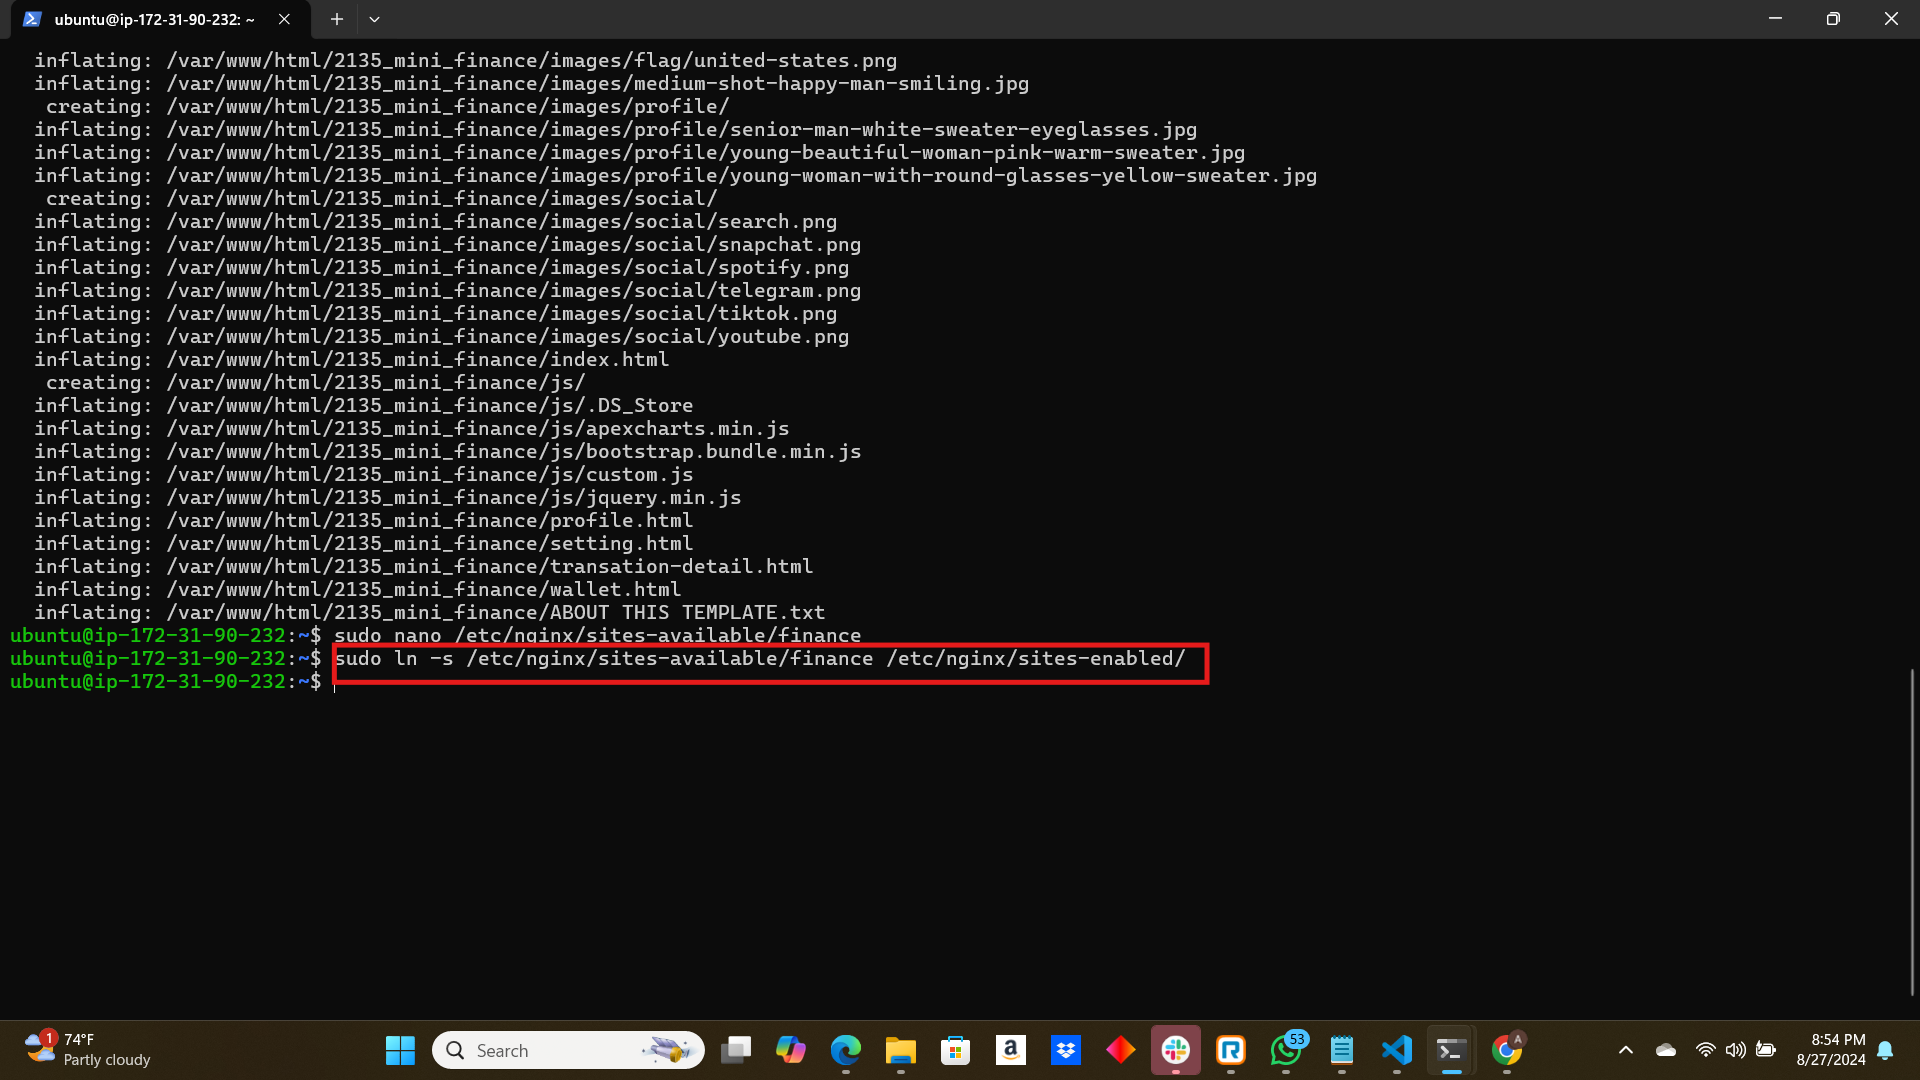 ubuntu@ip-172-31-90-232: ~
inflating: /var/www/html/2135_mini_finance/images/flag/united-states.png
inflating: /var/www/html/2135_mini_finance/images/medium-shot-happy-man-smiling.jpg
creating: /var/www/html/2135_mini_finance/images/profile/
inflating: /var/www/html/2135_mini_finance/images/profile/senior-man-white-sweater-eyeglasses.jpg
inflating: /var/www/html/2135_mini_finance/images/profile/young-beautiful-woman-pink-warm-sweater.jpg
inflating: /var/www/html/2135_mini_finance/images/profile/young-woman-with-round-glasses-yellow-sweater.jpg
creating: /var/www/html/2135_mini_finance/images/social/
inflating: /var/www/html/2135_mini_finance/images/social/search.png
inflating: /var/www/html/2135_mini_finance/images/social/snapchat.png
inflating: /var/www/html/2135_mini_finance/images/social/spotify.png
inflating: /var/www/html/2135_mini_finance/images/social/telegram.png
inflating: /var/www/html/2135_mini_finance/images/social/tiktok.png
inflating: /var/www/html/2135_mini_finance/images/social/youtube.png
inflating: /var/www/html/2135_mini_finance/index.html
creating: /var/www/html/2135_mini_finance/js/
inflating: /var/www/html/2135_mini_finance/js/.DS_Store
inflating: /var/www/html/2135_mini_finance/js/apexcharts.min.js
inflating: /var/www/html/2135_mini_finance/js/bootstrap.bundle.min.js
inflating: /var/www/html/2135_mini_finance/js/custom.js
inflating: /var/www/html/2135_mini_finance/js/jquery.min.js
inflating: /var/www/html/2135_mini_finance/profile.html
inflating: /var/www/html/2135_mini_finance/setting.html
inflating: /var/www/html/2135_mini_finance/transation-detail.html
inflating: /var/www/html/2135_mini_finance/wallet.html
inflating: /var/www/html/2135_mini_finance/ABOUT THIS TEMPLATE.txt
ubuntu@ip-172-31-90-232:~$ sudo nano /etc/nginx/sites-available/finance
ubuntu@ip-172-31-90-232:~$ sudo ln -s /etc/nginx/sites-available/finance /etc/nginx/sites-enabled/
ubuntu@ip-172-31-90-232:~$
1
74°F
Partly cloudy
Search
a
R
53
A
8:54 PM
8/27/2024